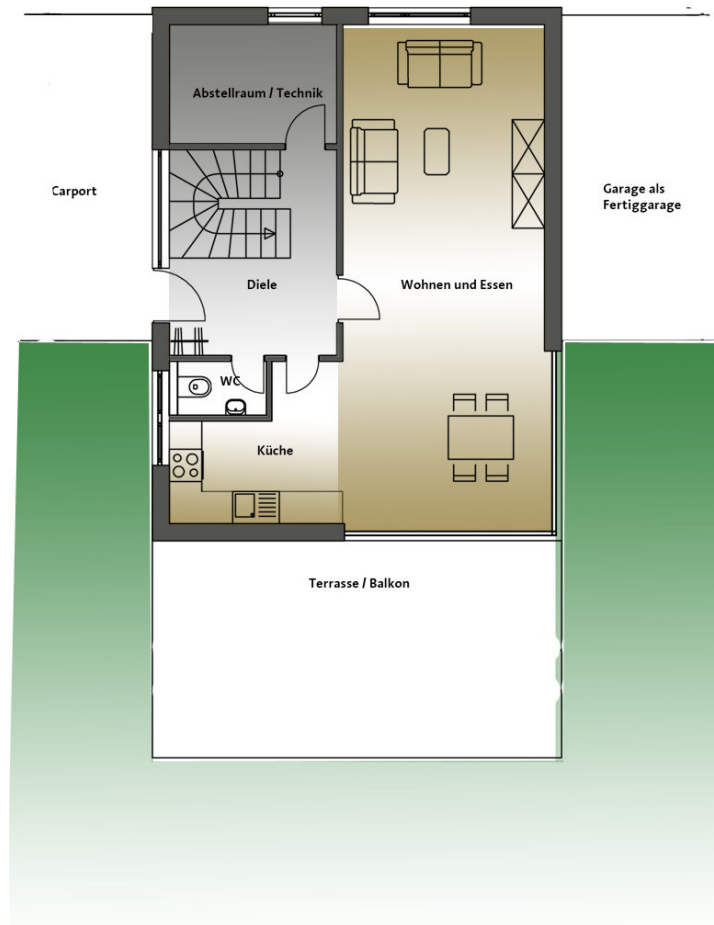 Abstellraum / Technik
Carport
Garage als
Fertiggarage
Diele
Wohnen und Essen
WC
Küche
Terrasse / Balkon